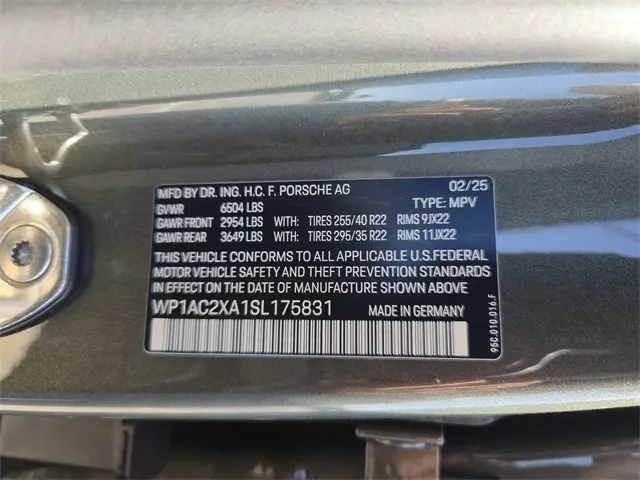 MFD BY DR. ING. H.C. F. PORSCHE AG 02/25
GVWR 6504 LBS TYPE: MPV
GAWR FRONT 2954 LBS WITH: TIRES 255/40 R22 RIMS 9JX22
GAWR REAR 3649 LBS WITH: TIRES 295/35 R22 RIMS 11JX22
THIS VEHICLE CONFORMS TO ALL APPLICABLE U.S.FEDERAL
MOTOR VEHICLE SAFETY AND THEFT PREVENTION STANDARDS
IN EFFECT ON THE DATE OF MANUFACTURE SHOWN ABOVE
WP1AC2XA1SL175831 MADE IN GERMANY
95C.010.016.F